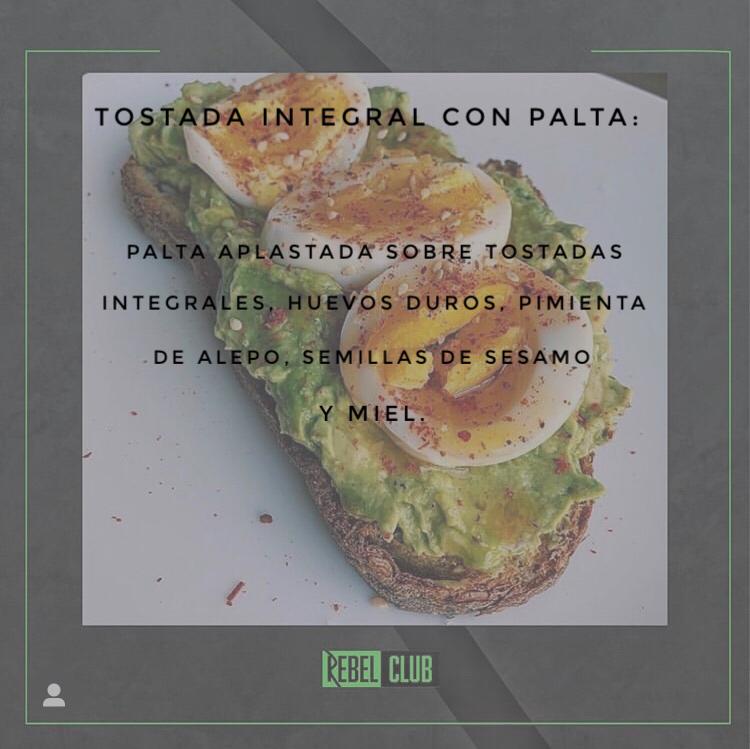 TOSTADA INTEGRAL CON PALTA:
PALTA APLASTADA SOBRE TOSTADAS
INTEGRALES, HUEVOS DUROS, PIMIENTA
DE ALEPO, SEMILLAS DE SESAMO
Y MIEL.
REBEL CLUB